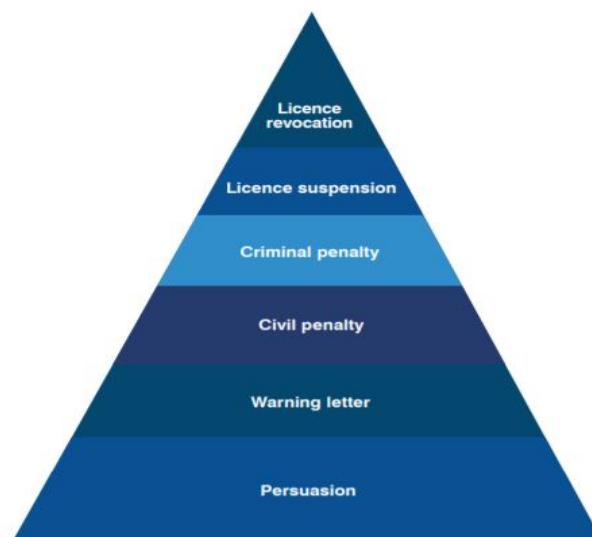 Licence
revocation
Licence suspension
Criminal penalty
Civil penalty
Warning letter
Persuasion